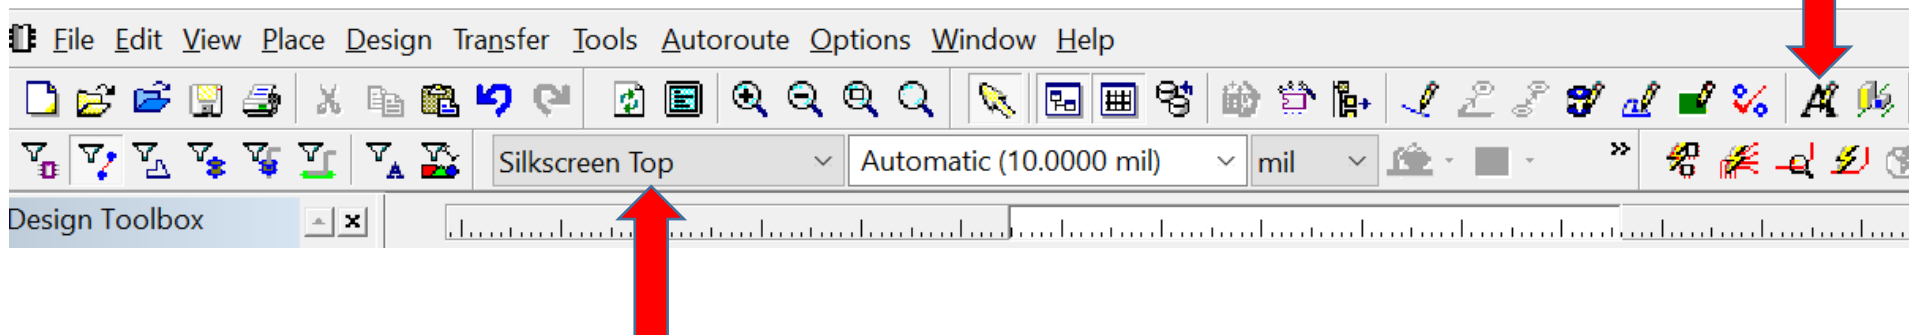 File Edit View Place Design Transfer Tools Autoroute Options Window Help
Silkscreen Top Automatic (10.0000 mil) mil
Design Toolbox